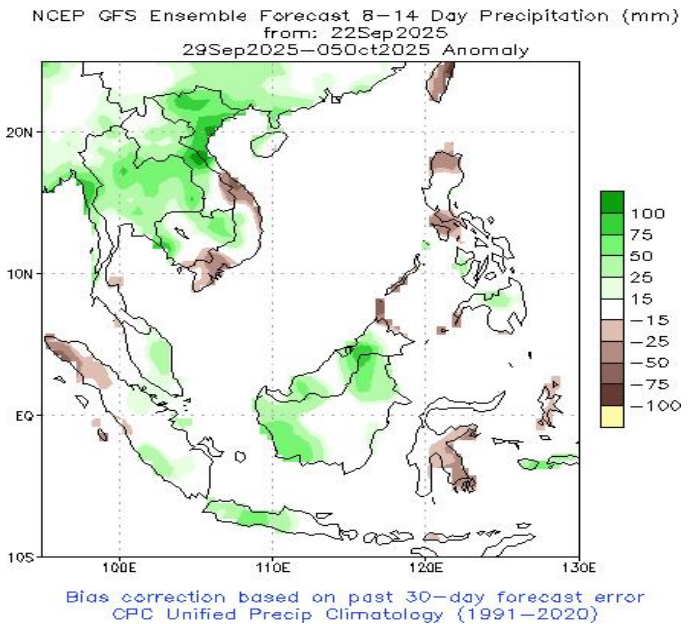 NCEP GFS Ensemble Forecast 8-14 Day Precipitation (mm)
from: 22Sep2025
29Sep2025-05Oct2025 Anomaly
20N
10N
EQ
10S
100E
110E
120E
130E
100
75
50
25
15
-15
-25
-50
-75
-100
Bias correction based on past 30-day forecast error
CPC Unified Precip Climatology (1991-2020)